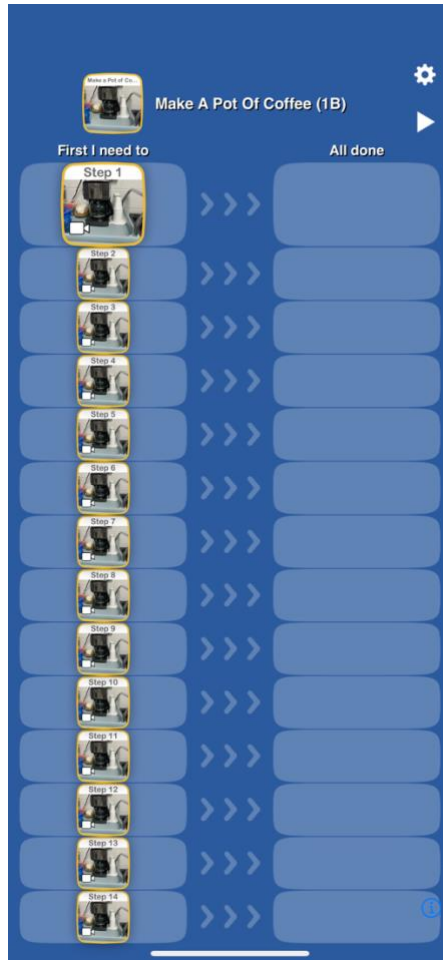 Make a Pot of Co...
Make A Pot Of Coffee (1B)
First I need to
All done
Step 1
Step 2
Step 3
Step 4
Step 5
Step 6
Step 7
Step 8
Step 9
Step 10
Step 11
Step 12
Step 13
Step 14